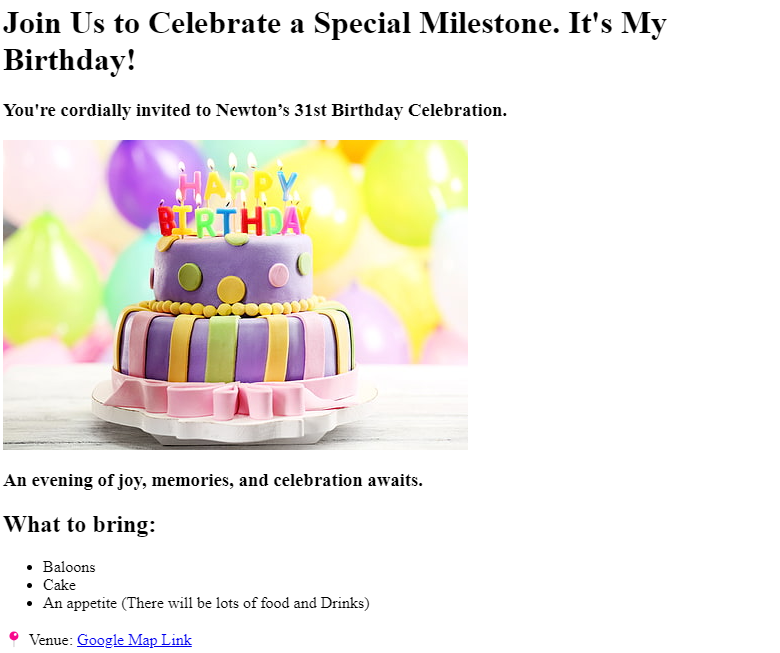 Join Us to Celebrate a Special Milestone. It's My
Birthday!
You're cordially invited to Newton’s 31st Birthday Celebration.
HAPPY
BIRTHDAY
An evening of joy, memories, and celebration awaits.
What to bring:
• Baloons
• Cake
• An appetite (There will be lots of food and Drinks)
📍 Venue: Google Map Link